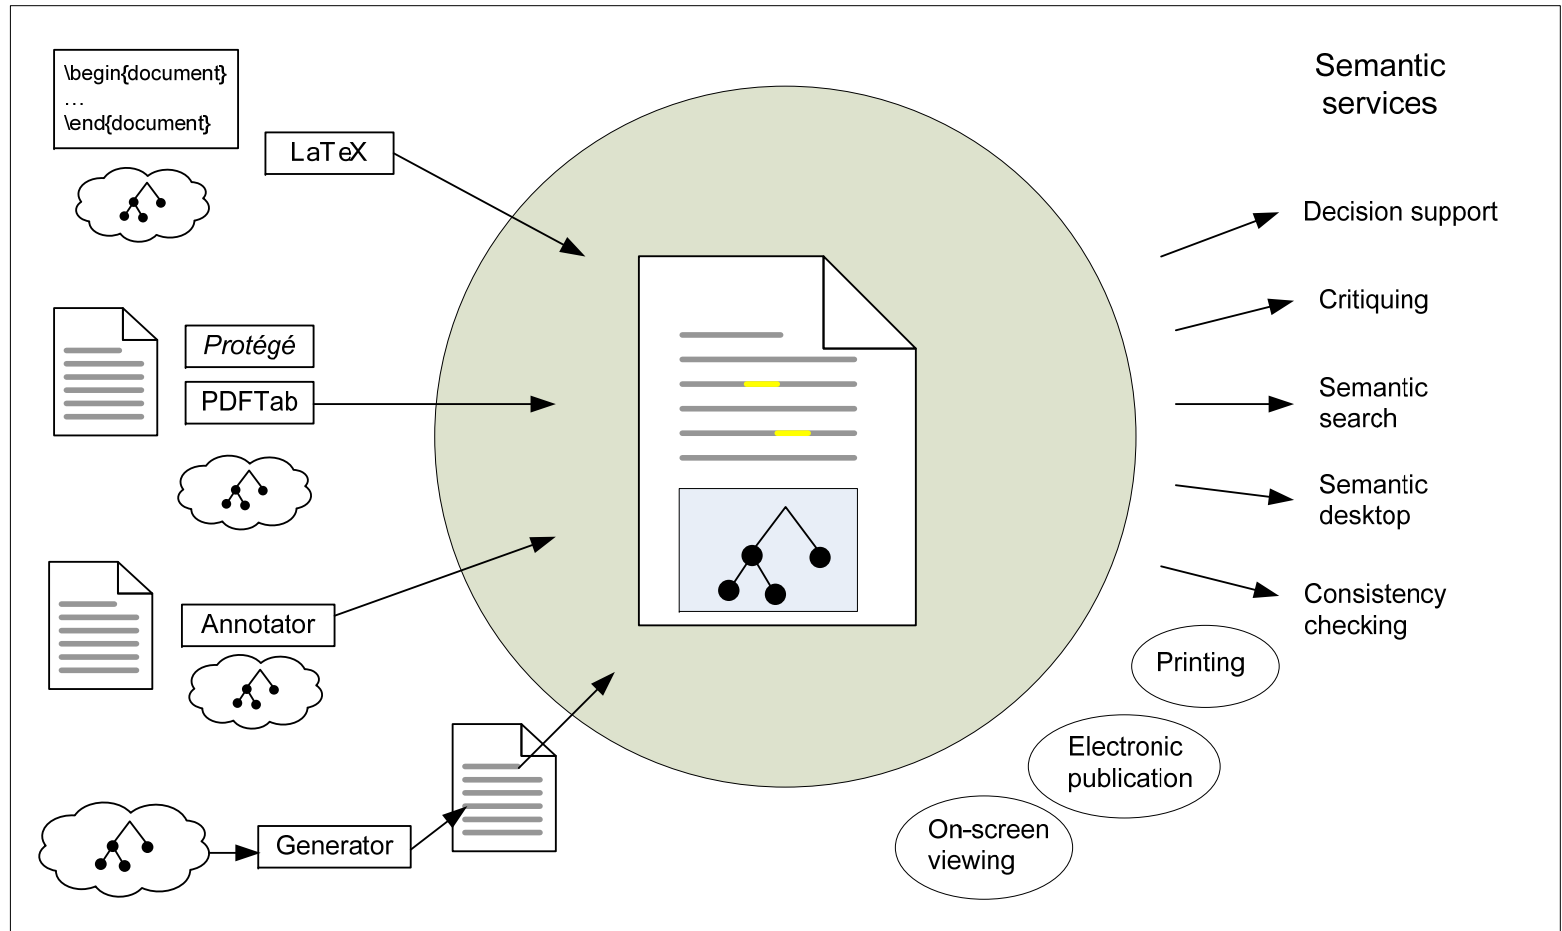 \begin{document}
…
\end{document}
LaTeX
Protégé
PDFTab
Annotator
Generator
Semantic
services
Decision support
Critiquing
Semantic
search
Semantic
desktop
Consistency
checking
Printing
Electronic
publication
On-screen
viewing